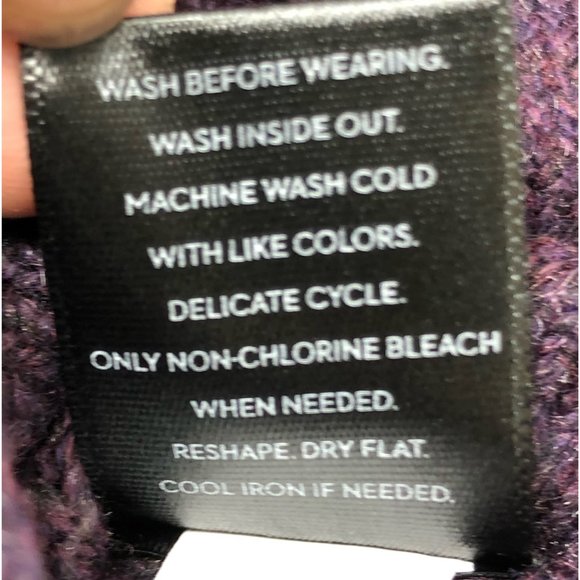 WASH BEFORE WEARING.
WASH INSIDE OUT.
MACHINE WASH COLD
WITH LIKE COLORS.
DELICATE CYCLE.
ONLY NON-CHLORINE BLEACH
WHEN NEEDED.
RESHAPE. DRY FLAT.
COOL IRON IF NEEDED.